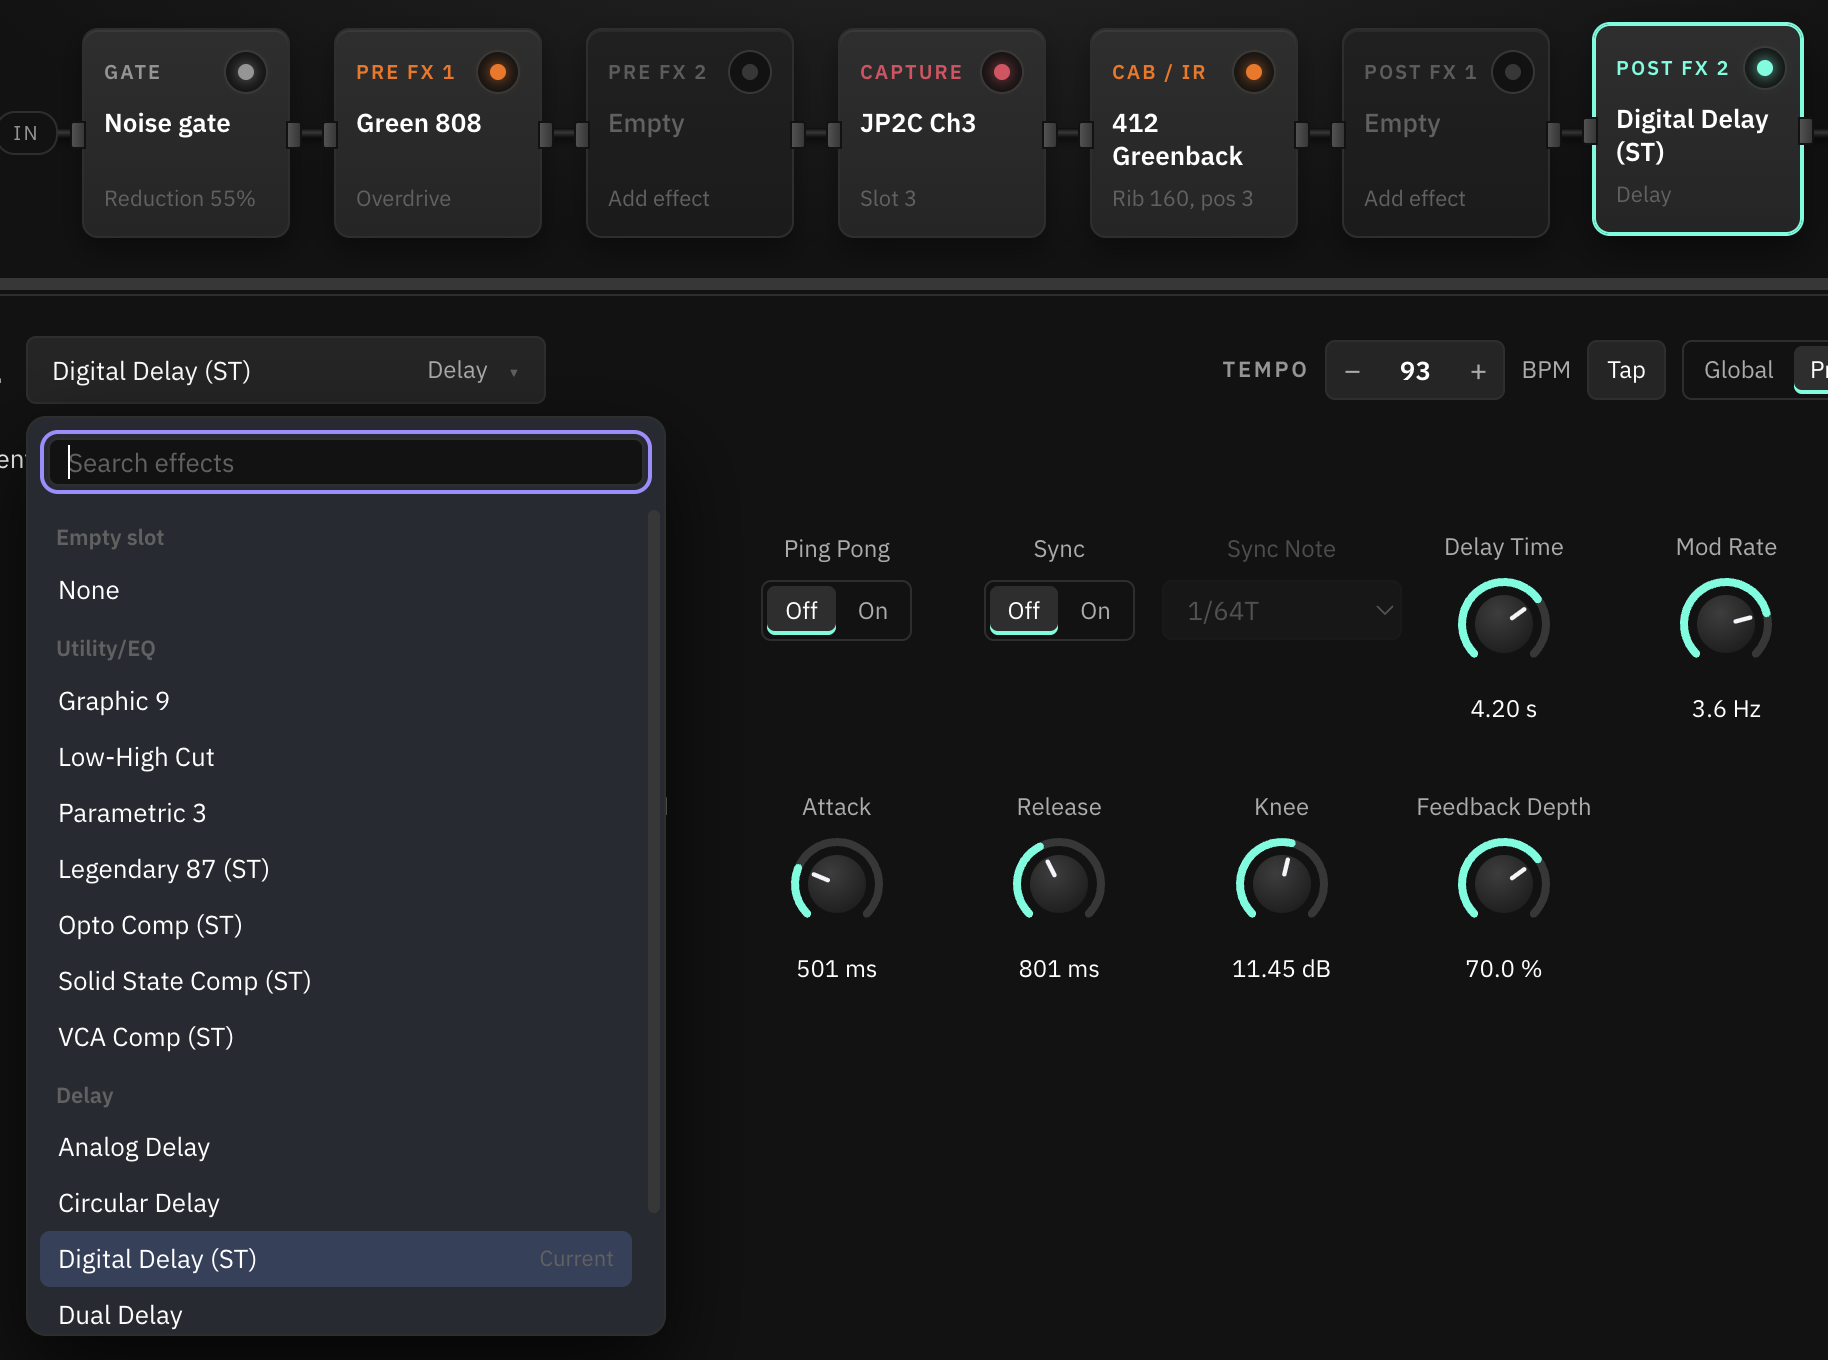 IN
GATE
Noise gate
Reduction 55%
PRE FX 1
Green 808
Overdrive
PRE FX 2
Empty
Add effect
CAPTURE
JP2C Ch3
Slot 3
CAB / IR
412
Greenback
Rib 160, pos 3
POST FX 1
Empty
Add effect
POST FX 2
Digital Delay
(ST)
Delay
Digital Delay (ST) Delay
TEMPO − 93 + BPM Tap Global
Search effects
Empty slot
None
Utility/EQ
Graphic 9
Low-High Cut
Parametric 3
Legendary 87 (ST)
Opto Comp (ST)
Solid State Comp (ST)
VCA Comp (ST)
Delay
Analog Delay
Circular Delay
Digital Delay (ST) Current
Dual Delay
Ping Pong
Off On
Sync
Off On
Sync Note
1/64T
Delay Time
4.20 s
Mod Rate
3.6 Hz
Attack
501 ms
Release
801 ms
Knee
11.45 dB
Feedback Depth
70.0 %